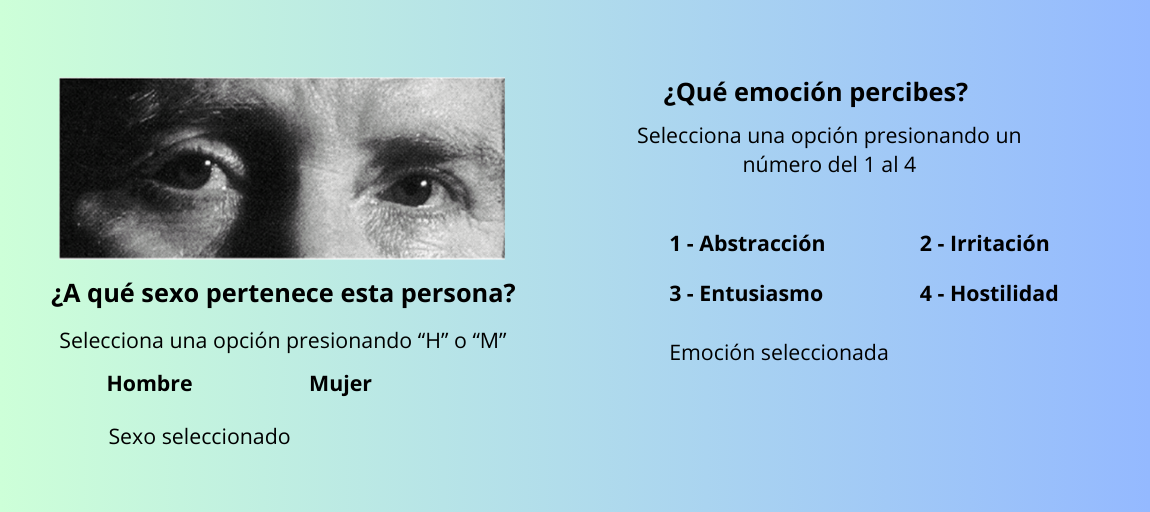 ¿A qué sexo pertenece esta persona?
Selecciona una opción presionando “H” o “M”
Hombre Mujer
Sexo seleccionado
¿Qué emoción percibes?
Selecciona una opción presionando un
número del 1 al 4
1 - Abstracción 2 - Irritación
3 - Entusiasmo 4 - Hostilidad
Emoción seleccionada